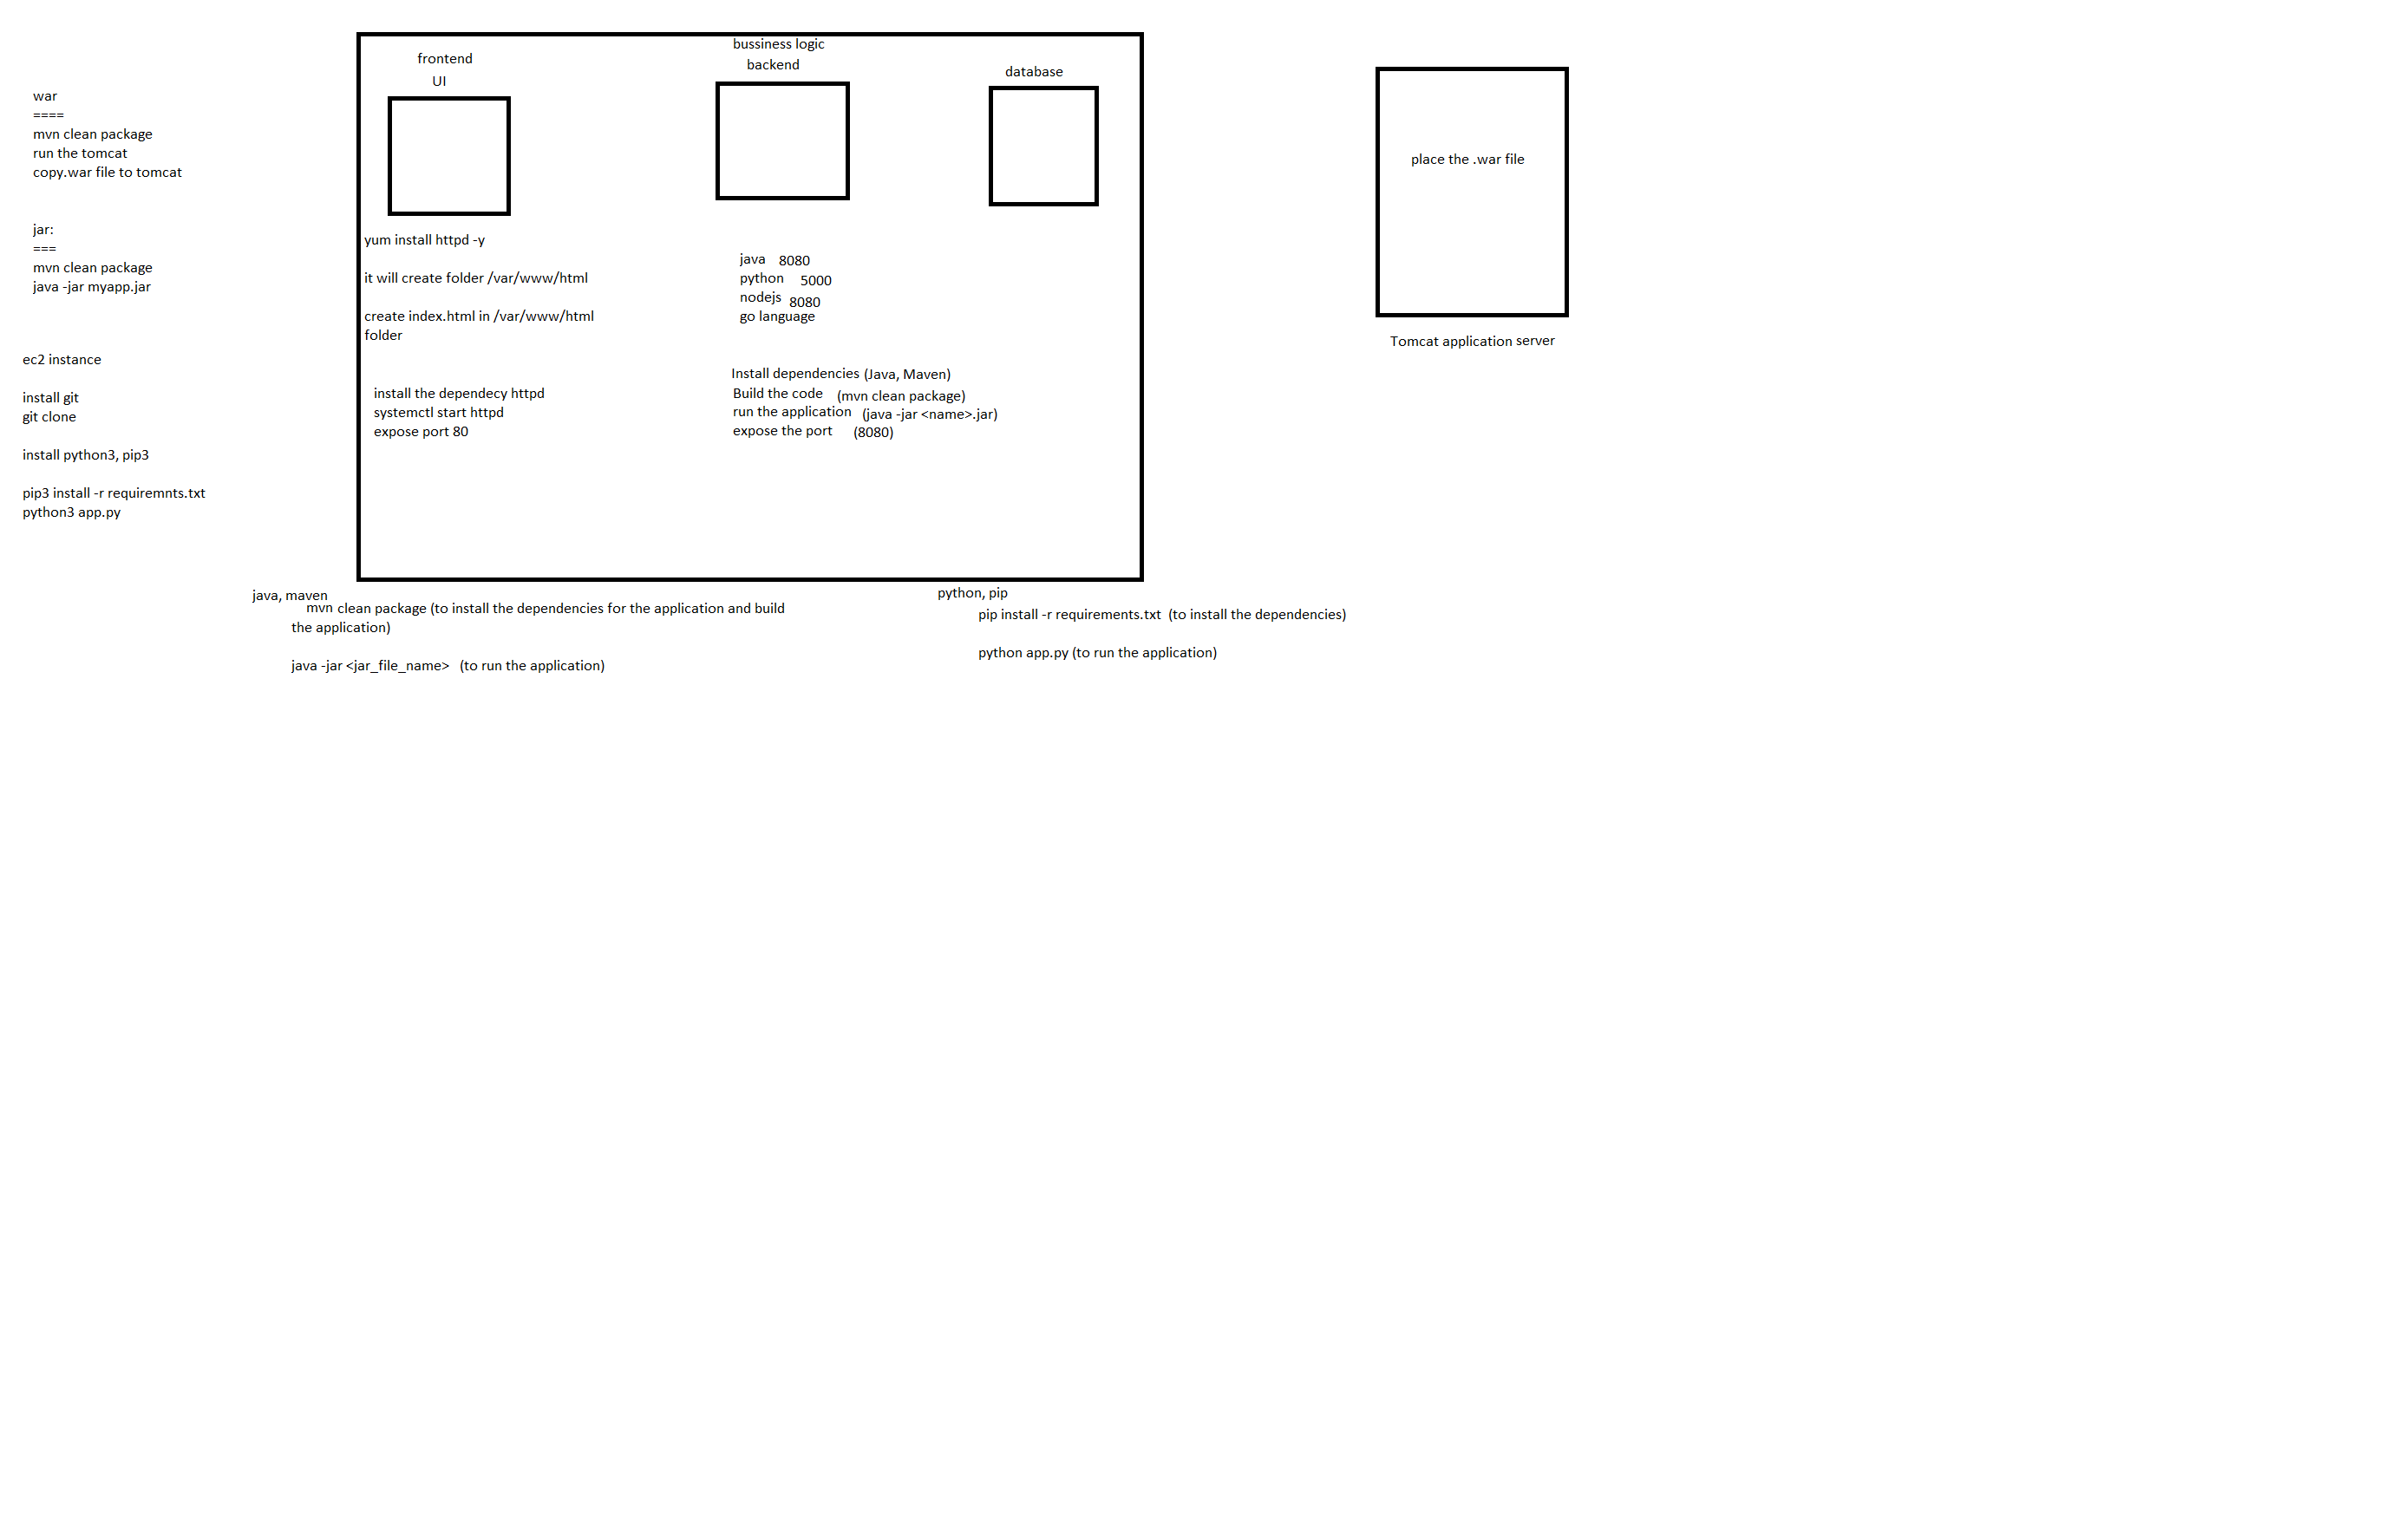 war
====
mvn clean package
run the tomcat
copy.war file to tomcat
jar:
===
mvn clean package
java -jar myapp.jar
ec2 instance
install git
git clone
install python3, pip3
pip3 install -r requiremnts.txt
python3 app.py
frontend
UI
yum install httpd -y
it will create folder /var/www/html
create index.html in /var/www/html
folder
install the dependecy httpd
systemctl start httpd
expose port 80
bussiness logic
backend
java 8080
python 5000
nodejs 8080
go language
Install dependencies (Java, Maven)
Build the code (mvn clean package)
run the application (java -jar <name>.jar)
expose the port (8080)
database
place the .war file
Tomcat application server
java, maven
mvn clean package (to install the dependencies for the application and build
the application)
java -jar <jar_file_name> (to run the application)
python, pip
pip install -r requirements.txt (to install the dependencies)
python app.py (to run the application)